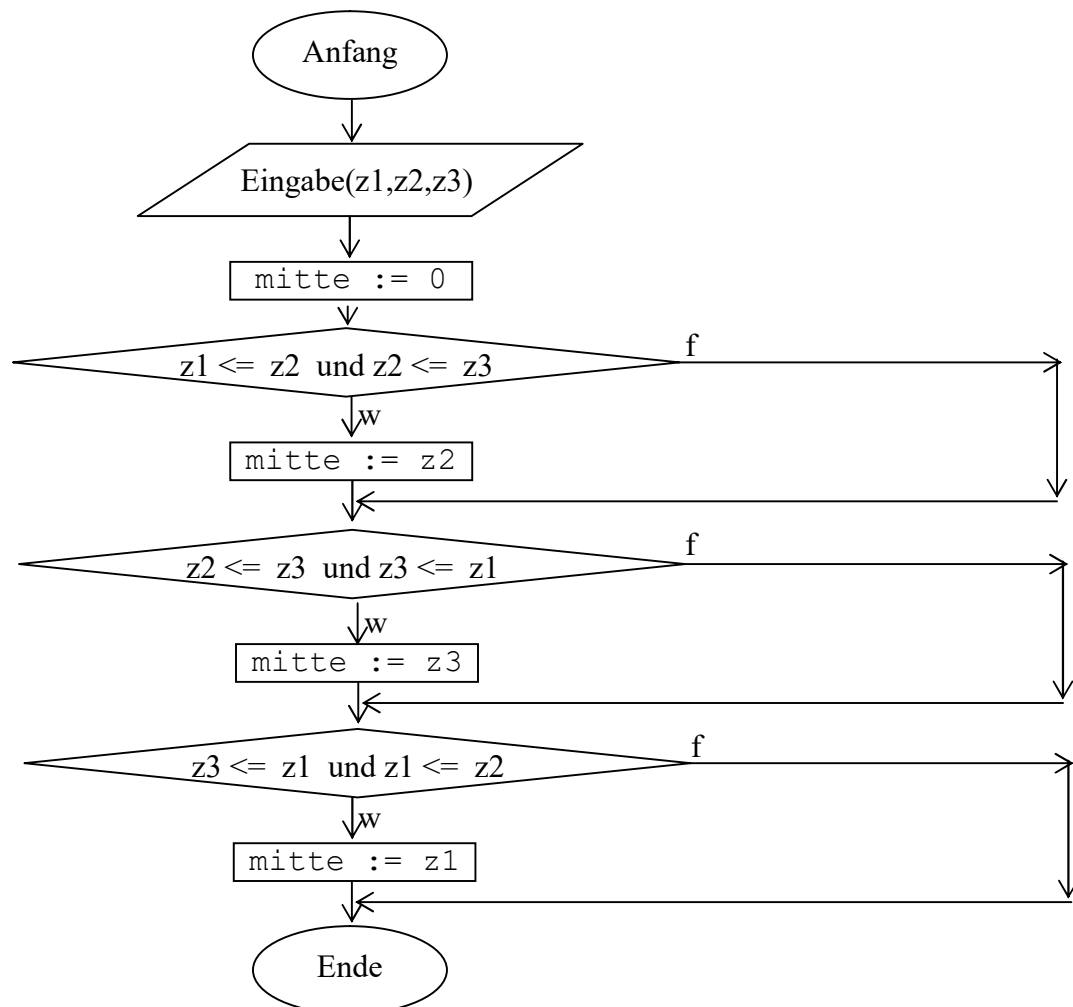 Anfang
Eingabe(z1,z2,z3)
mitte := 0
z1 <= z2 und z2 <= z3
f
w
mitte := z2
z2 <= z3 und z3 <= z1
f
w
mitte := z3
z3 <= z1 und z1 <= z2
f
w
mitte := z1
Ende